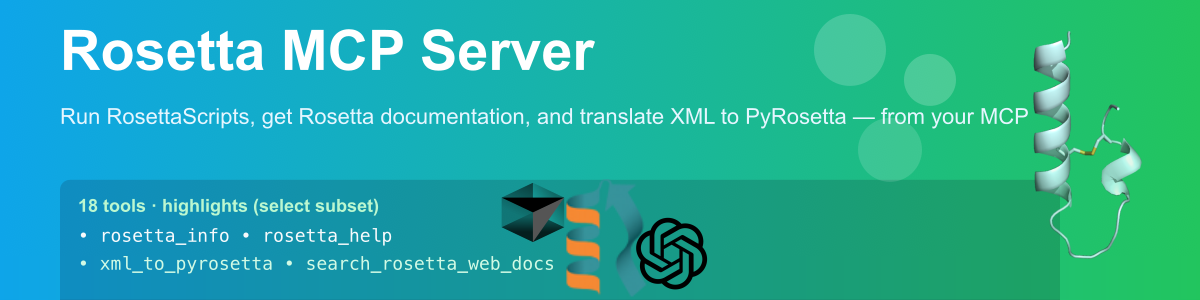 Rosetta MCP Server
Run RosettaScripts, get Rosetta documentation, and translate XML to PyRosetta — from your MCP
18 tools · highlights (select subset)
• rosetta_info • rosetta_help
• xml_to_pyrosetta • search_rosetta_web_docs